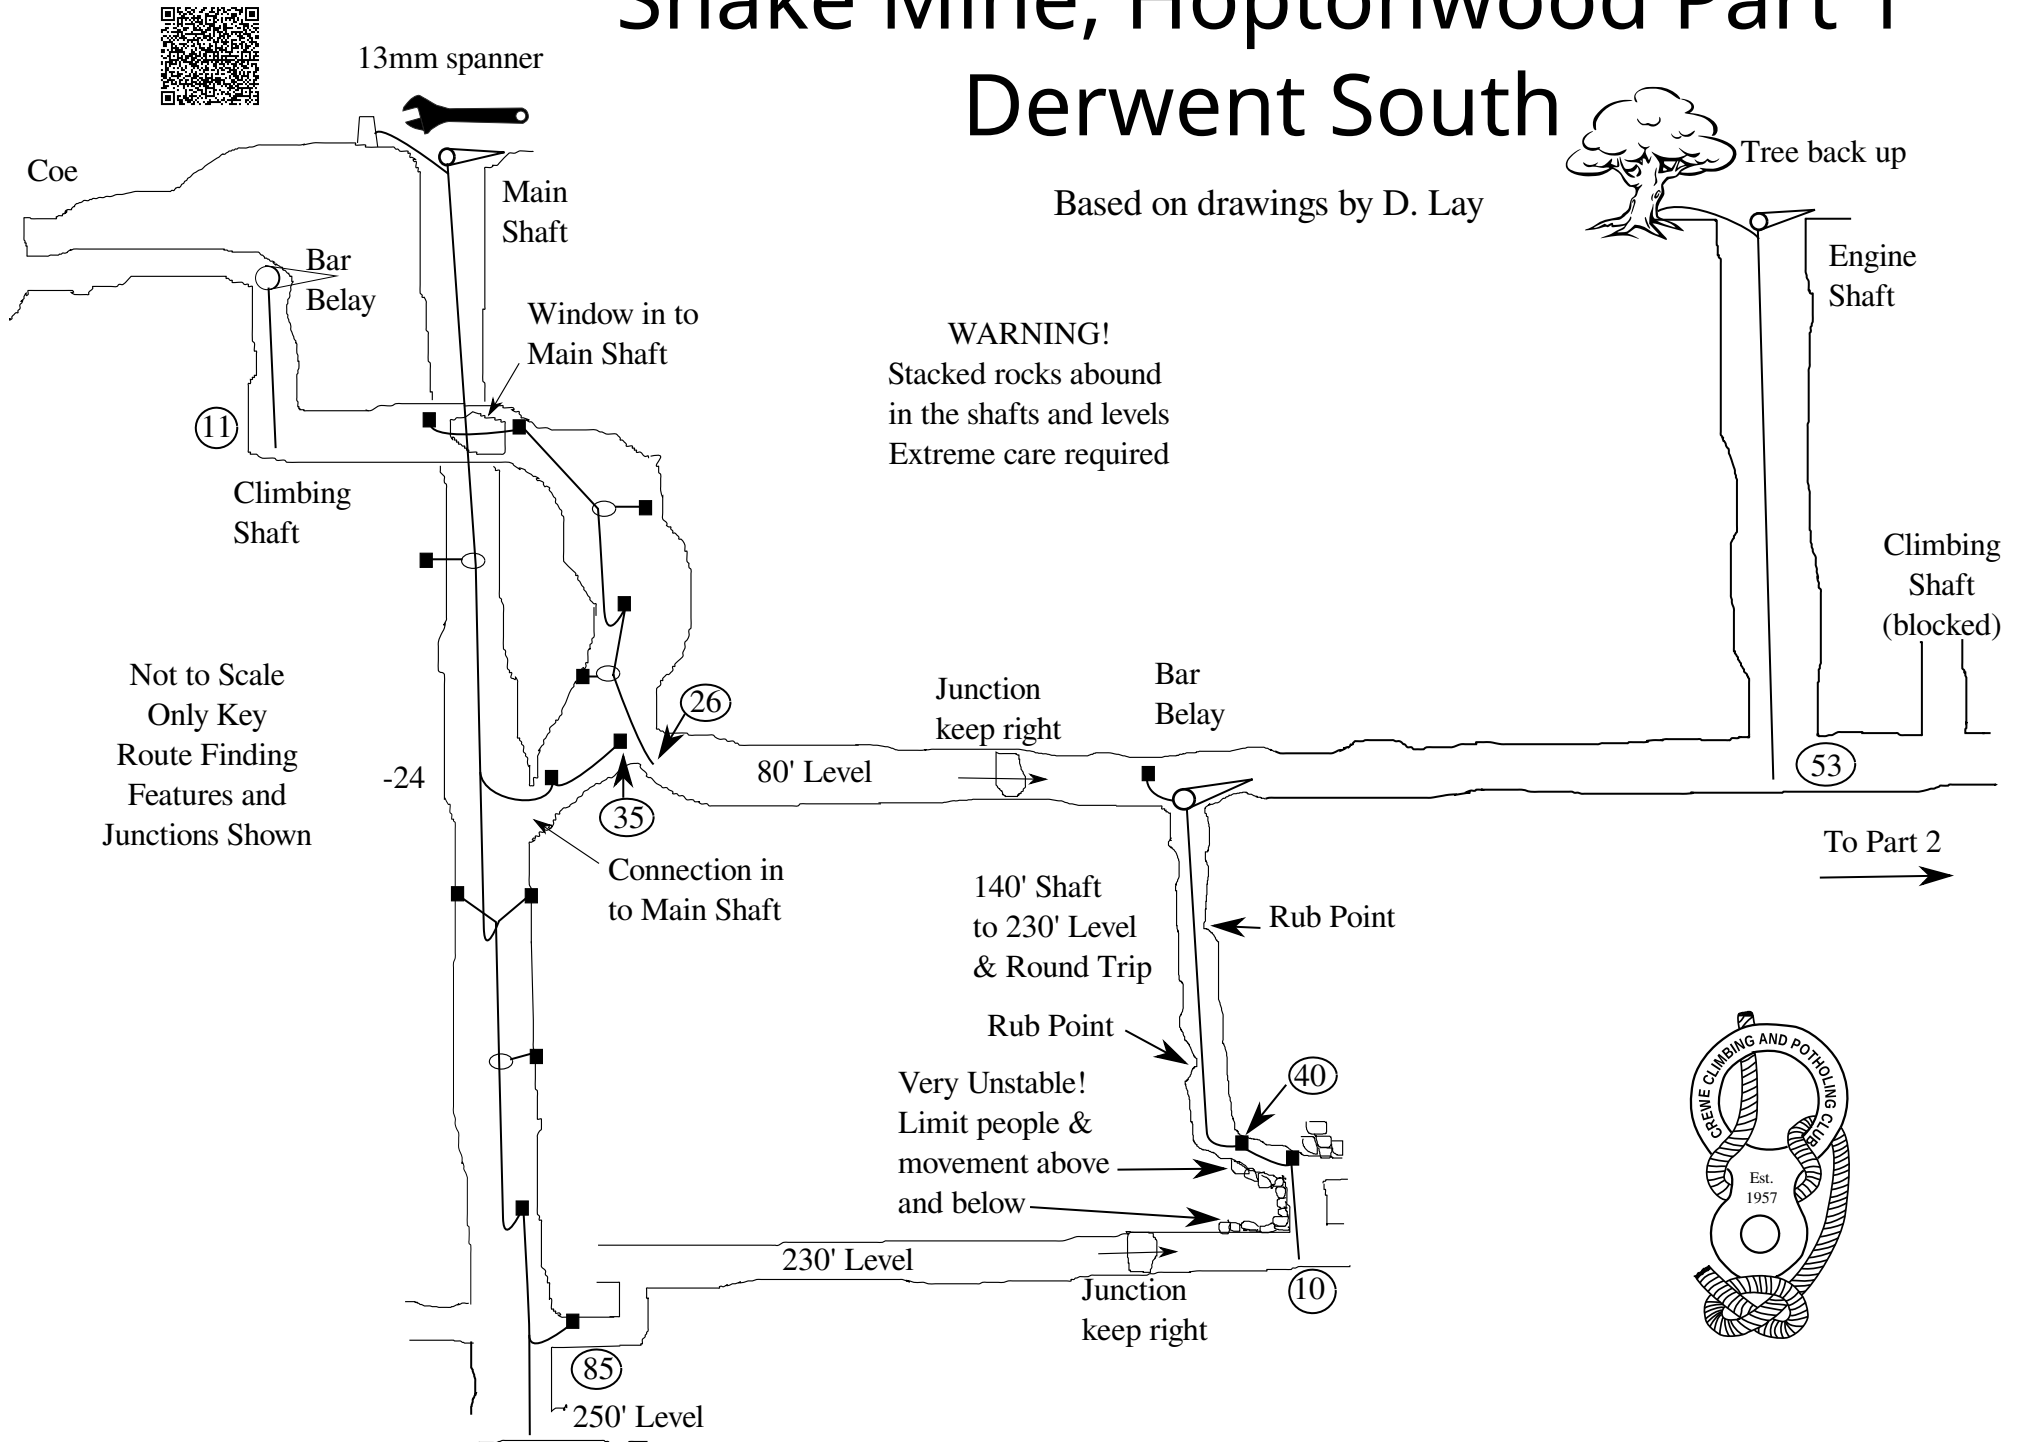 Snake Mine, Hoptonwood Part 1
Derwent South
13mm spanner
Coe
Main
Shaft
Based on drawings by D. Lay
Tree back up
Bar
Belay
Engine
Shaft
Window in to
Main Shaft
WARNING!
Stacked rocks abound
in the shafts and levels
Extreme care required
11
Climbing
Shaft
Climbing
Shaft
(blocked)
Not to Scale
Only Key
Route Finding
Features and
Junctions Shown
26
Junction
keep right
Bar
Belay
-24
80' Level
53
35
To Part 2
Connection in
to Main Shaft
140' Shaft
to 230' Level
& Round Trip
Rub Point
Rub Point
40
Very Unstable!
Limit people &
movement above
and below
CREWE CLIMBING AND POTHOLING CLUB
Est.
1957
230' Level
Junction
keep right
10
85
250' Level